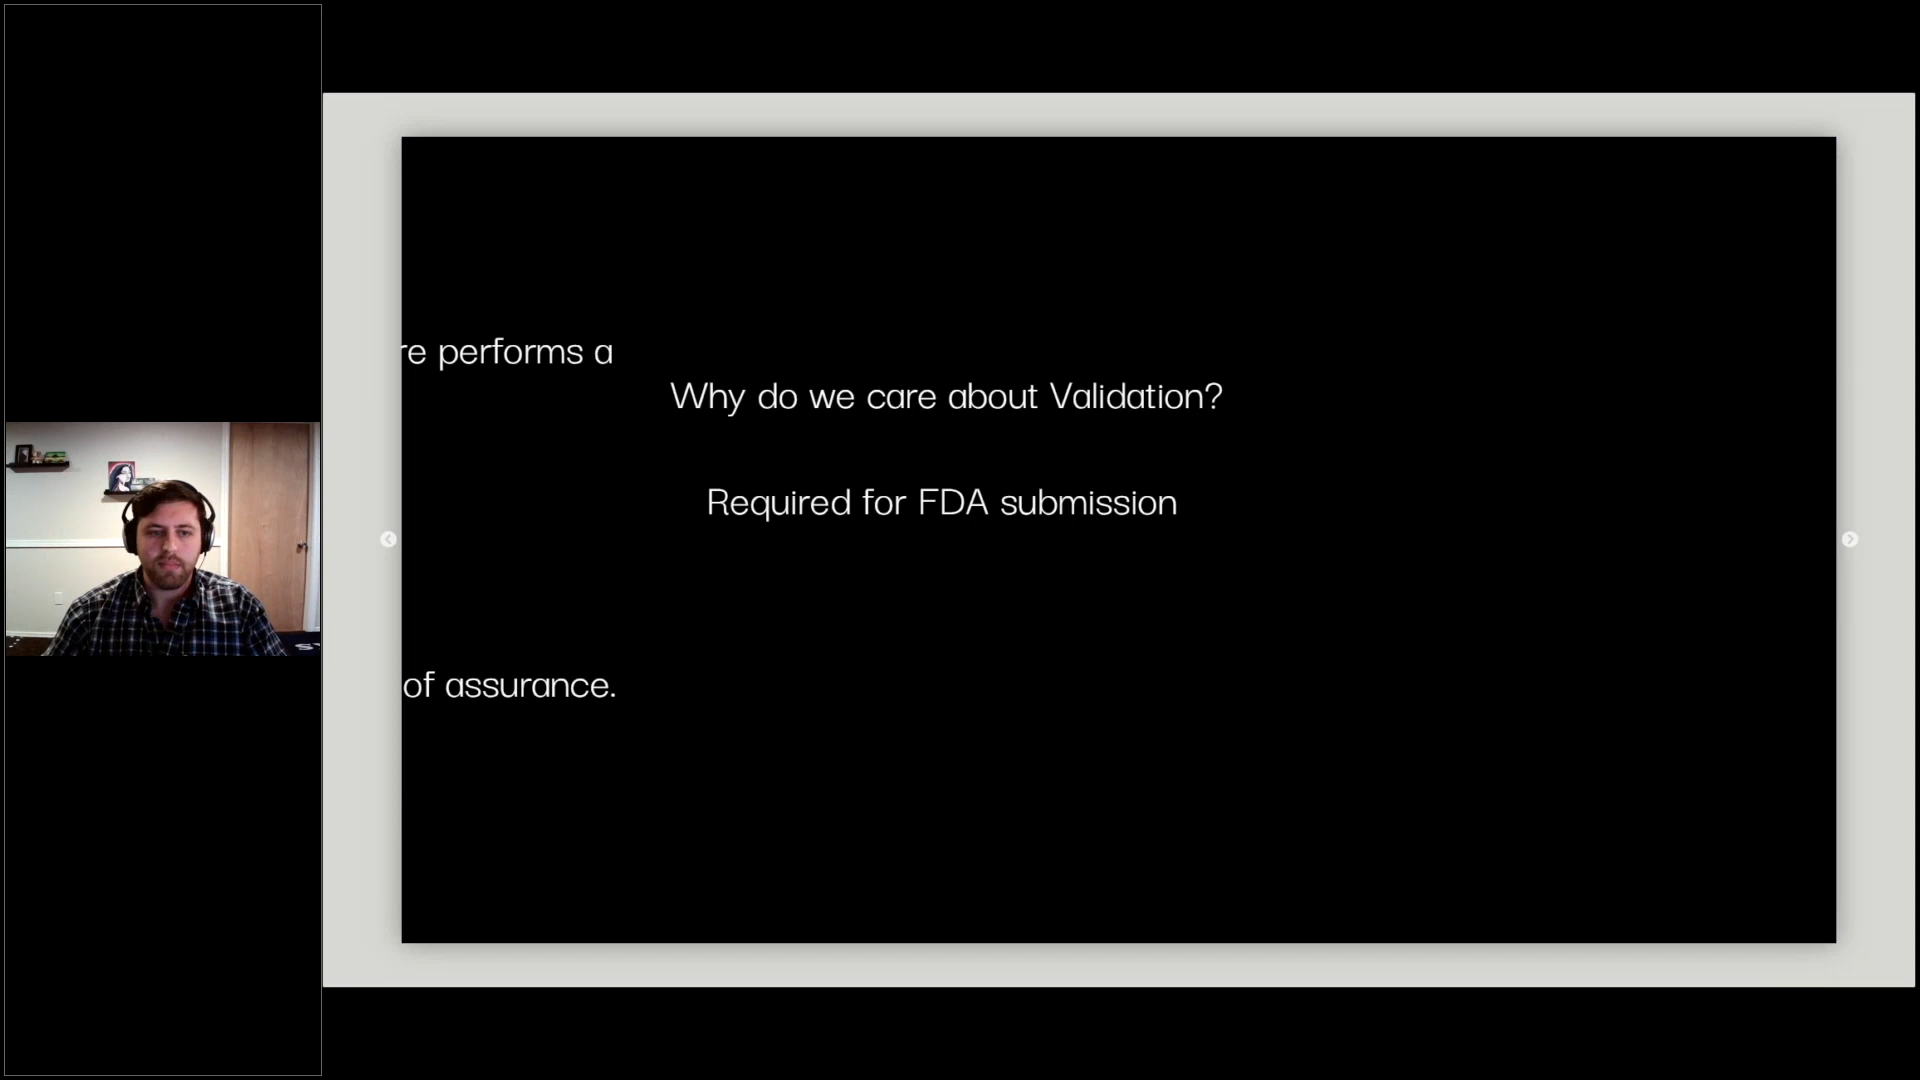 re performs a
Why do we care about Validation?
Required for FDA submission
of assurance.